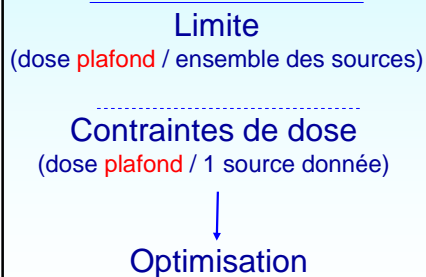 Limite
(dose plafond / ensemble des sources)
Contraintes de dose
(dose plafond / 1 source donnée)
Optimisation